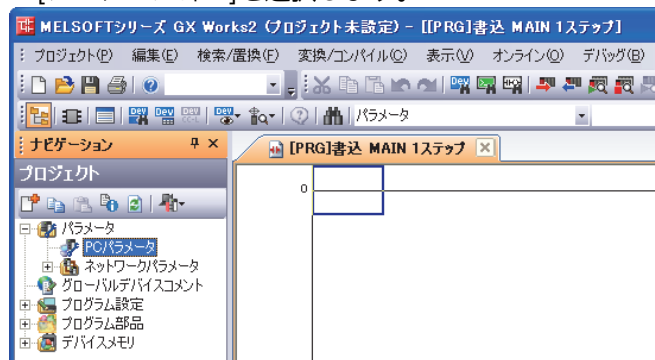 を選択します。
MELSOFTシリーズ GX Works2 (プロジェクト未設定) - [[PRG]書込 MAIN 1ステップ]
プロジェクト(P) 編集(E) 検索/置換(F) 変換/コンパイル(C) 表示(V) オンライン(O) デバッグ(B)
パラメータ
ナビゲーション
[PRG]書込 MAIN 1ステップ
プロジェクト
0
パラメータ
PCパラメータ
ネットワークパラメータ
グローバルデバイスコメント
プログラム設定
プログラム部品
デバイスメモリ